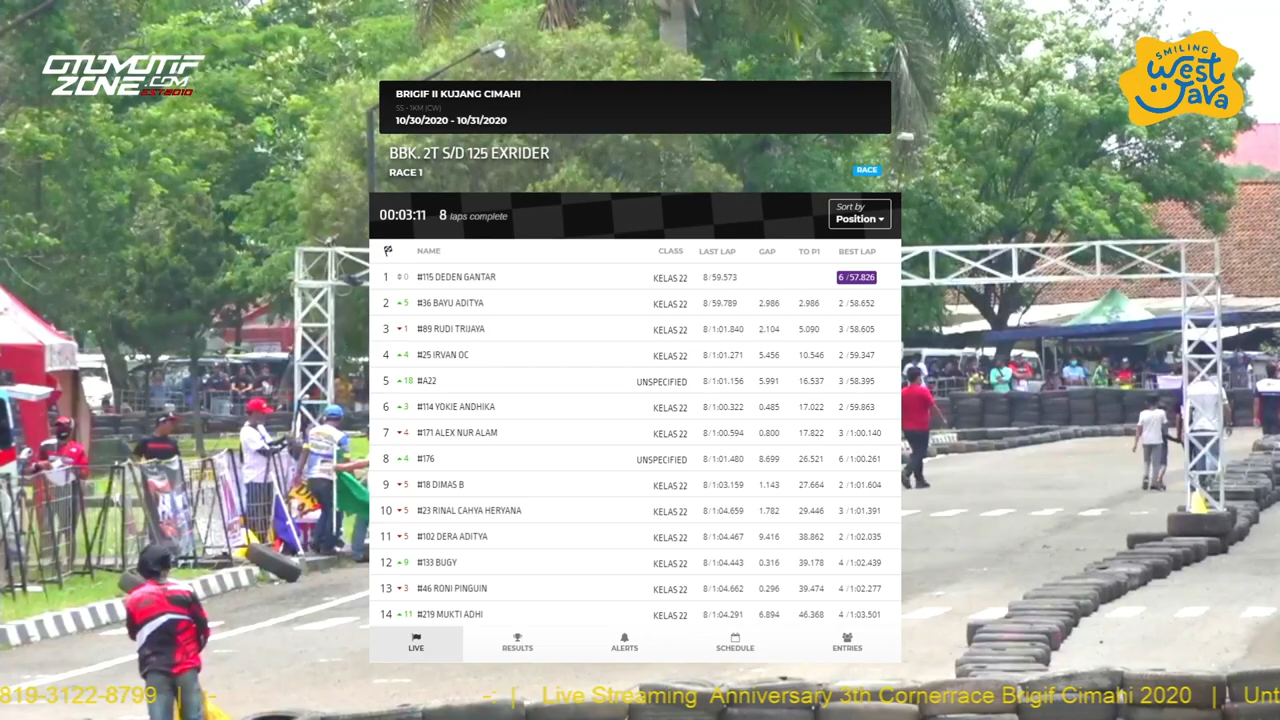 OTOMOTIF
ZONE.COM
EST-2010
SMILING
West
Java
BRIGIF II KUJANG CIMAHI
SS - 1KM (CW)
10/30/2020 - 10/31/2020
BBK. 2T S/D 125 EXRIDER
RACE 1
RACE
00:03:11 8 laps complete
Sort by
Position
NAME CLASS LAST LAP GAP TO P1 BEST LAP
1 0 #115 DEDEN GANTAR KELAS 22 8/59.573 6/57.826
2 5 #36 BAYU ADITYA KELAS 22 8/59.789 2.986 2.986 2/58.652
3 1 #89 RUDI TRIJAYA KELAS 22 8/1:01.840 2.104 5.090 3/58.605
4 4 #25 IRVAN OC KELAS 22 8/1:01.271 5.456 10.546 2/59.347
5 18 #A22 UNSPECIFIED 8/1:01.156 5.991 16.537 3/58.395
6 3 #114 YOKIE ANDHIKA KELAS 22 8/1:00.322 0.485 17.022 2/59.863
7 4 #171 ALEX NUR ALAM KELAS 22 8/1:00.594 0.800 17.822 3/1:00.140
8 4 #176 UNSPECIFIED 8/1:01.480 8.699 26.521 6/1:00.261
9 5 #18 DIMAS B KELAS 22 8/1:03.159 1.143 27.664 2/1:01.604
10 5 #23 RINAL CAHYA HERYANA KELAS 22 8/1:04.659 1.782 29.446 3/1:01.391
11 5 #102 DERA ADITYA KELAS 22 8/1:04.467 9.416 38.862 2/1:02.035
12 9 #133 BUGY KELAS 22 8/1:04.443 0.316 39.178 4/1:02.439
13 3 #46 RONI PINGUIN KELAS 22 8/1:04.662 0.296 39.474 4/1:02.277
14 11 #219 MUKTI ADHI KELAS 22 8/1:04.291 6.894 46.368 4/1:03.501
LIVE RESULTS ALERTS SCHEDULE ENTRIES
819-3122-8799 | :- -: [ Live Streaming Anniversary 3th Cornerrace Brigif Cimahi 2020 | Unt